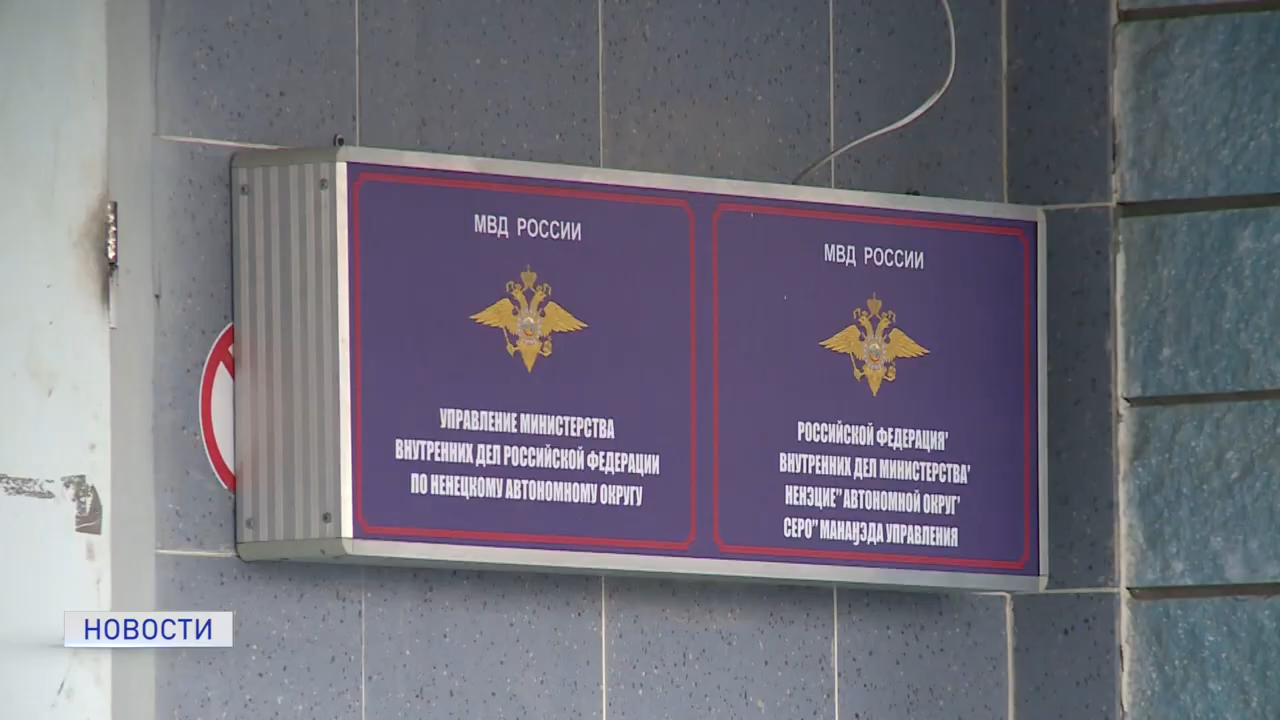 МВД РОССИИ
УПРАВЛЕНИЕ МИНИСТЕРСТВА
ВНУТРЕННИХ ДЕЛ РОССИЙСКОЙ ФЕДЕРАЦИИ
ПО НЕНЕЦКОМУ АВТОНОМНОМУ ОКРУГУ
МВД РОССИИ
РОССИЙСКОЙ ФЕДЕРАЦИЯ'
ВНУТРЕННИХ ДЕЛ МИНИСТЕРСТВА'
НЕНЭЦИЕ" АВТОНОМНОЙ ОКРУГ'
СЕРО" МАНАӇЭДА УПРАВЛЕНИЯ
НОВОСТИ